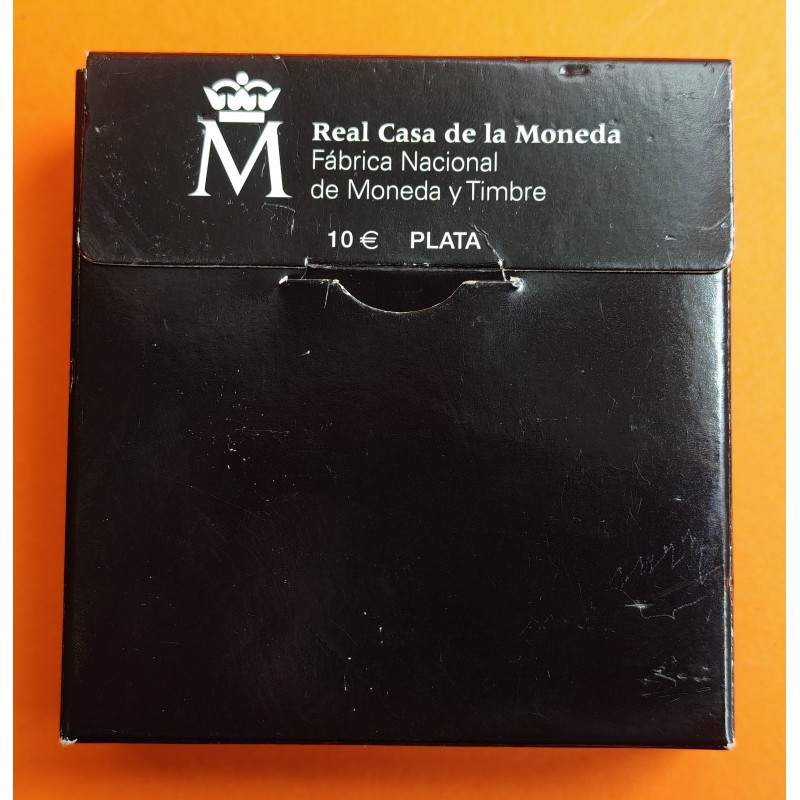 M
Real Casa de la Moneda
Fábrica Nacional
de Moneda y Timbre
10 € PLATA